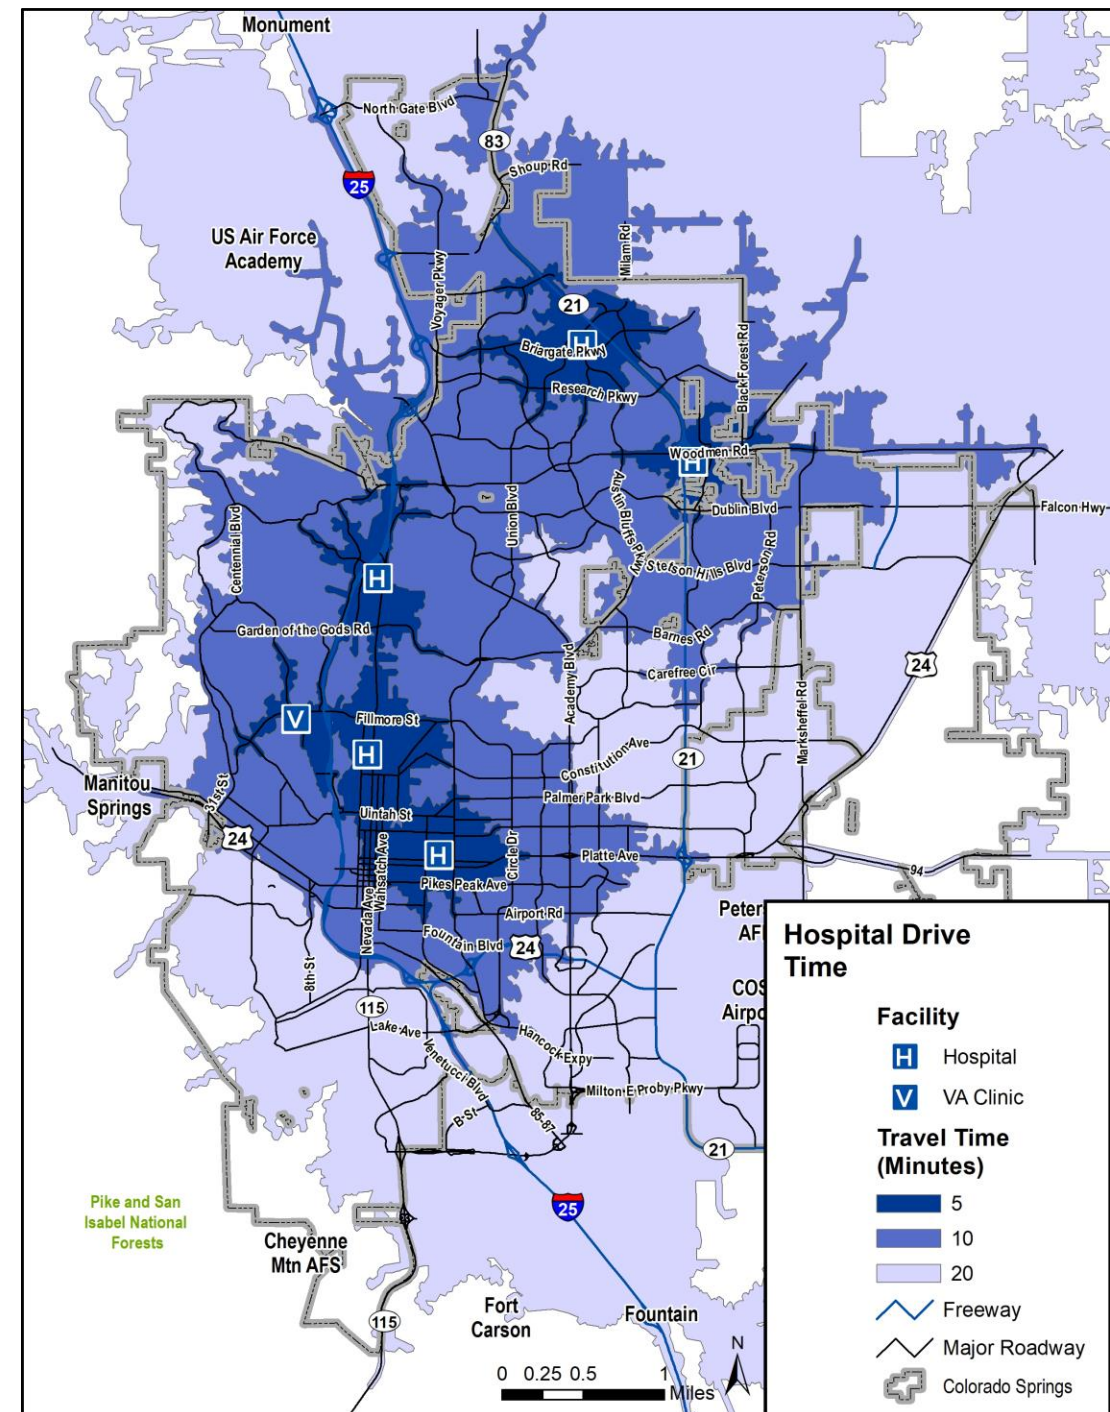 Monument
North Gate Blvd
83
Shoup Rd
25
US Air Force
Academy
Voyager Pkwy
Milam Rd
21
H
Briargate Pkwy
Research Pkwy
Black Forest Rd
Woodmen Rd
H
Centennial Blvd
Union Blvd
Austin Bluffs Pkwy
Dublin Blvd
Falcon Hwy
Stetson Hills Blvd
Peterson Rd
H
Garden of the Gods Rd
Barnes Rd
Carefree Cir
24
Academy Blvd
Marksheffel Rd
V
Fillmore St
H
Constitution Ave
21
Manitou
Springs
31st St
Palmer Park Blvd
Uintah St
24
Wahsatch Ave
H
Circle Dr
Platte Ave
94
Pikes Peak Ave
Nevada Ave
Airport Rd
Fountain Blvd
24
8th St
115
Lake Ave
Venetucci Blvd
Hancock Expy
Milton E Proby Pkwy
B St
85-87
21
25
Pike and San
Isabel National
Forests
Cheyenne
Mtn AFS
115
Fort
Carson
Fountain
Peters
AF
COS
Airpo
Hospital Drive
Time
Facility
H Hospital
V VA Clinic
Travel Time
(Minutes)
5
10
20
Freeway
Major Roadway
Colorado Springs
N
0 0.25 0.5 1
Miles